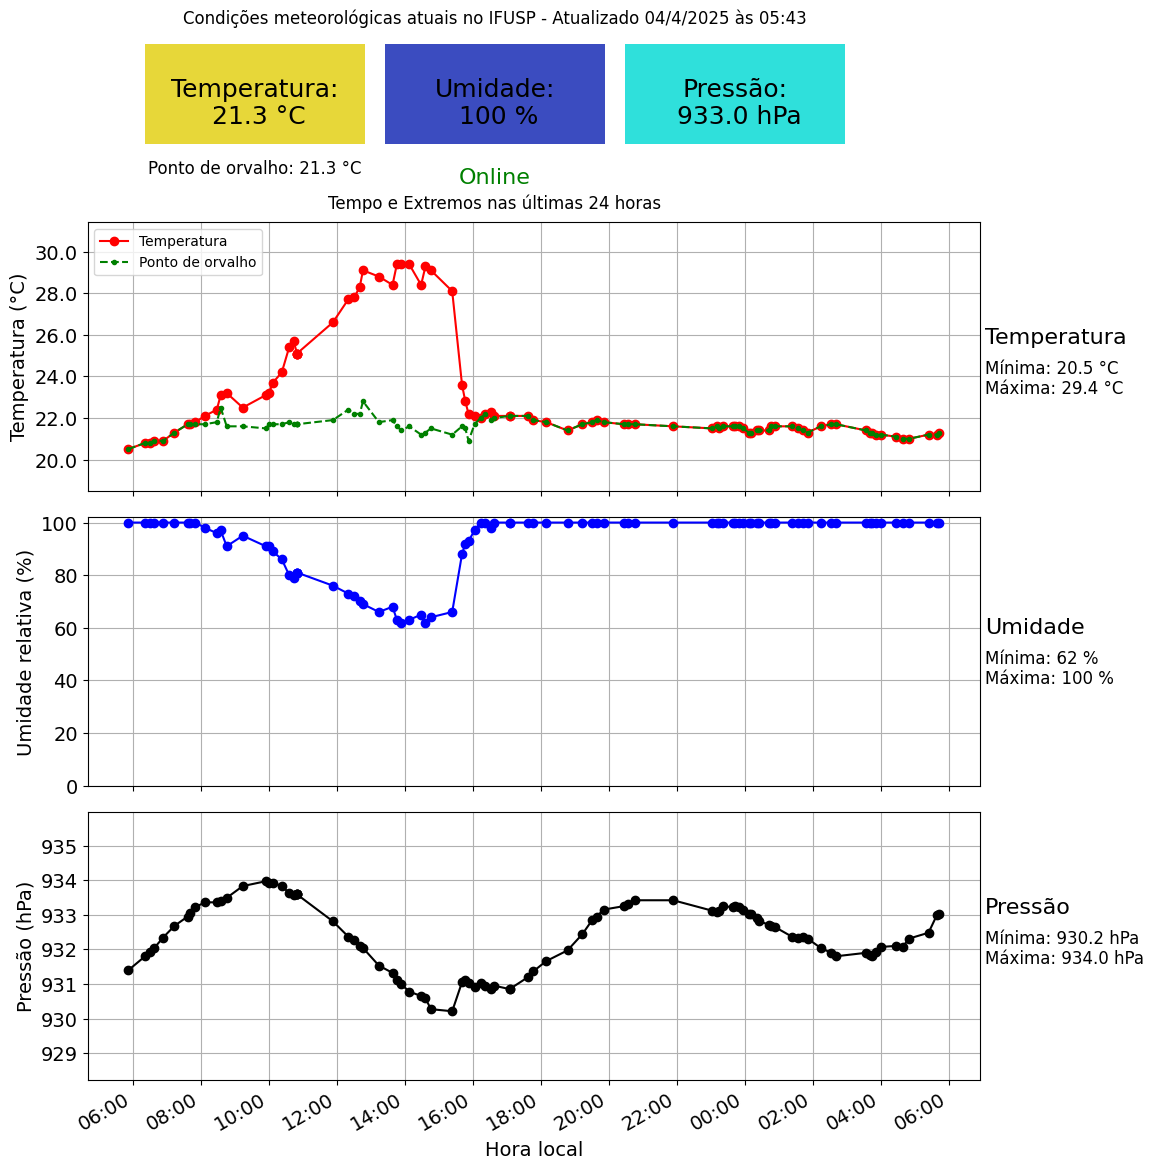 Condições meteorológicas atuais no IFUSP - Atualizado 04/4/2025 às 05:43
Temperatura:
21.3 °C
Umidade:
100 %
Pressão:
933.0 hPa
Ponto de orvalho: 21.3 °C
Online
Tempo e Extremos nas últimas 24 horas
Temperatura
Ponto de orvalho
Temperatura (°C)
30.0
28.0
26.0
24.0
22.0
20.0
Temperatura
Mínima: 20.5 °C
Máxima: 29.4 °C
Umidade relativa (%)
100
80
60
40
20
0
Umidade
Mínima: 62 %
Máxima: 100 %
Pressão (hPa)
935
934
933
932
931
930
929
Pressão
Mínima: 930.2 hPa
Máxima: 934.0 hPa
06:00 08:00 10:00 12:00 14:00 16:00 18:00 20:00 22:00 00:00 02:00 04:00 06:00
Hora local